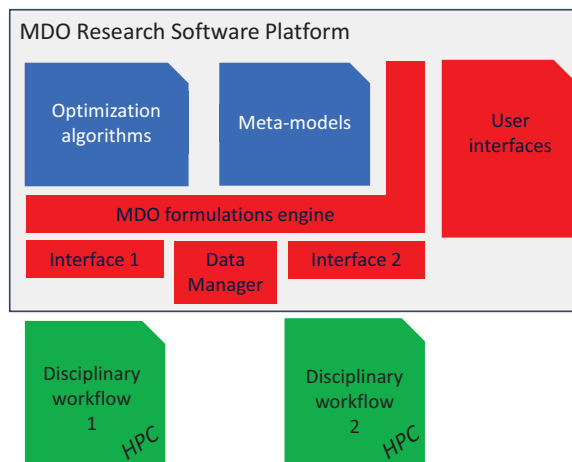 MDO Research Software Platform
Optimization
algorithms
Meta-models
User
interfaces
MDO formulations engine
Interface 1
Data
Manager
Interface 2
Disciplinary
workflow
1
HPC
Disciplinary
workflow
2
HPC